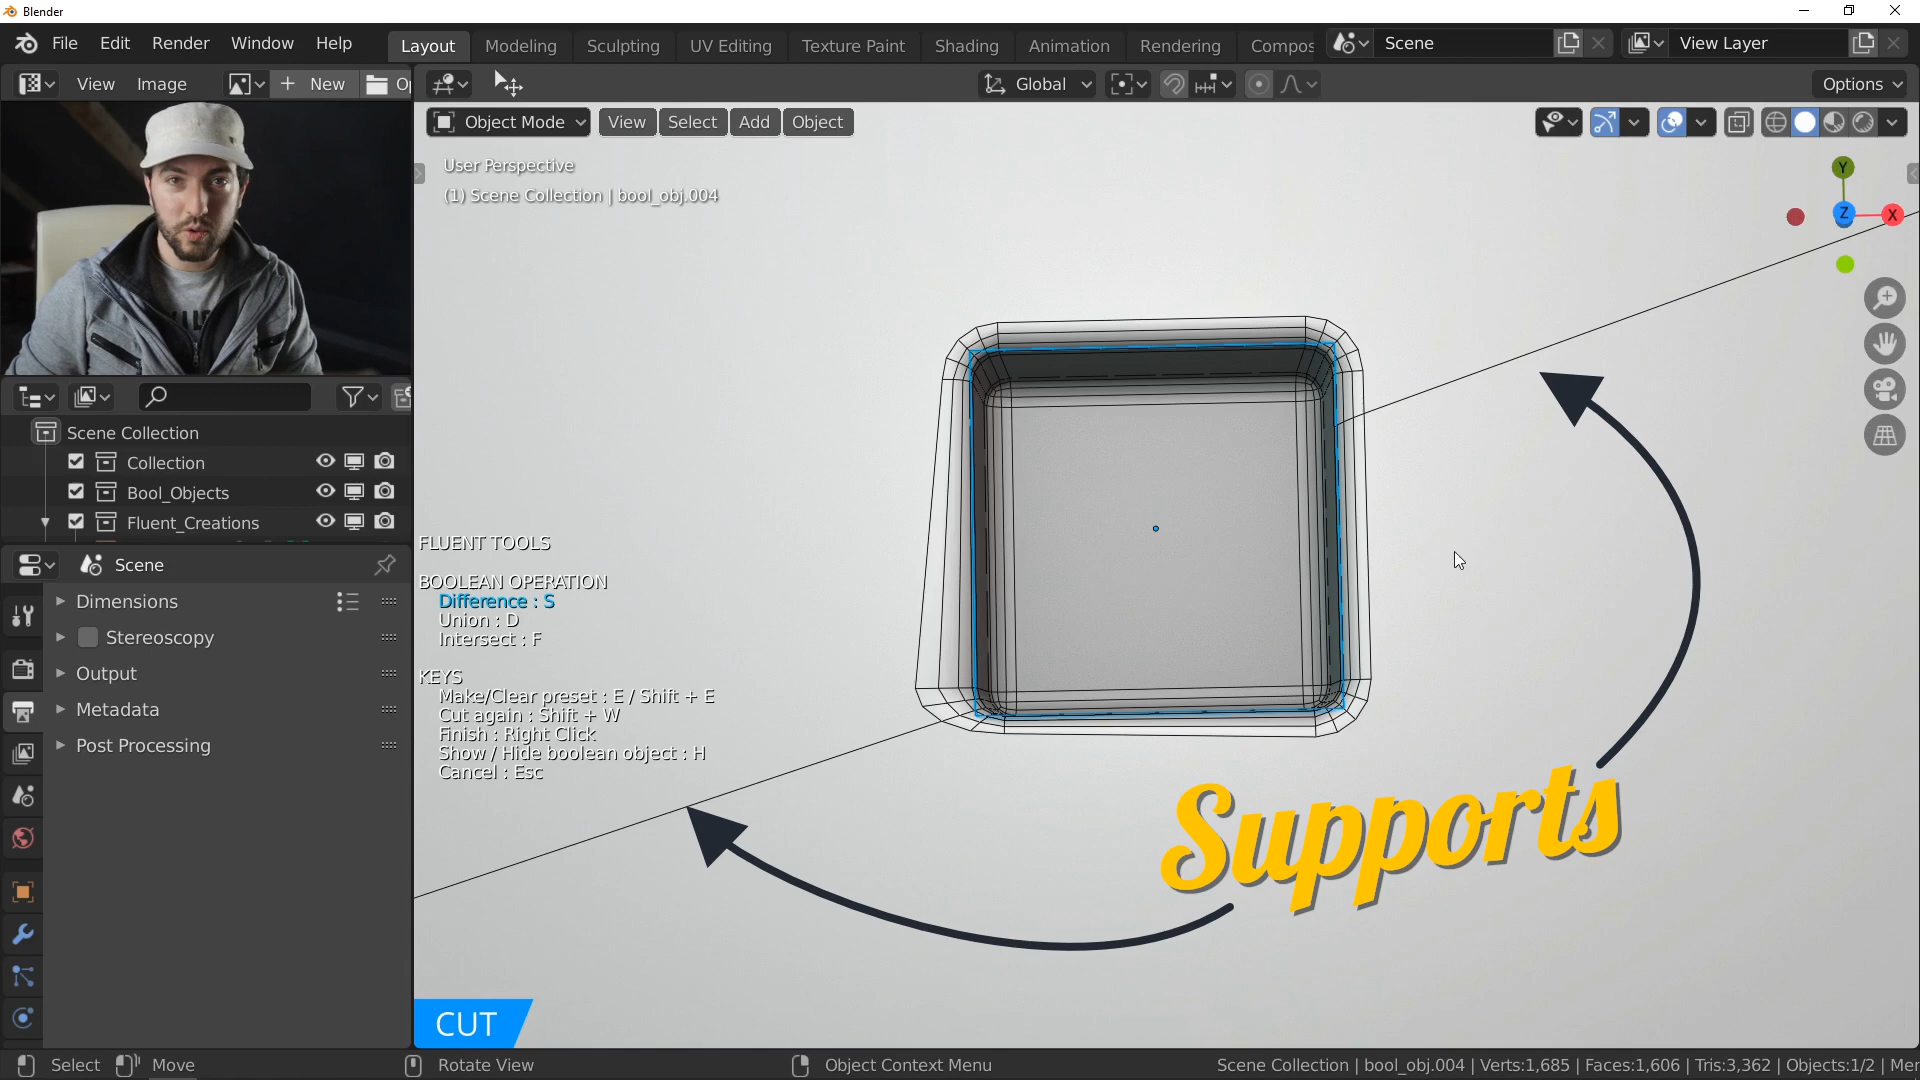 Blender
File Edit Render Window Help Layout Modeling Sculpting UV Editing Texture Paint Shading Animation Rendering Compos Scene View Layer
View Image New Op Global Options
Object Mode View Select Add Object
User Perspective
(1) Scene Collection | bool_obj.004
Y
Z X
Scene Collection
Collection
Bool_Objects
Fluent_Creations
Scene
Dimensions
Stereoscopy
Output
Metadata
Post Processing
FLUENT TOOLS
BOOLEAN OPERATION
Difference : S
Union : D
Intersect : F
KEYS
Make/Clear preset : E / Shift + E
Cut again : Shift + W
Finish : Right Click
Show / Hide boolean object : H
Cancel : Esc
Supports
CUT
Select Move Rotate View Object Context Menu Scene Collection | bool_obj.004 | Verts:1,685 | Faces:1,606 | Tris:3,362 | Objects:1/2 | Mer